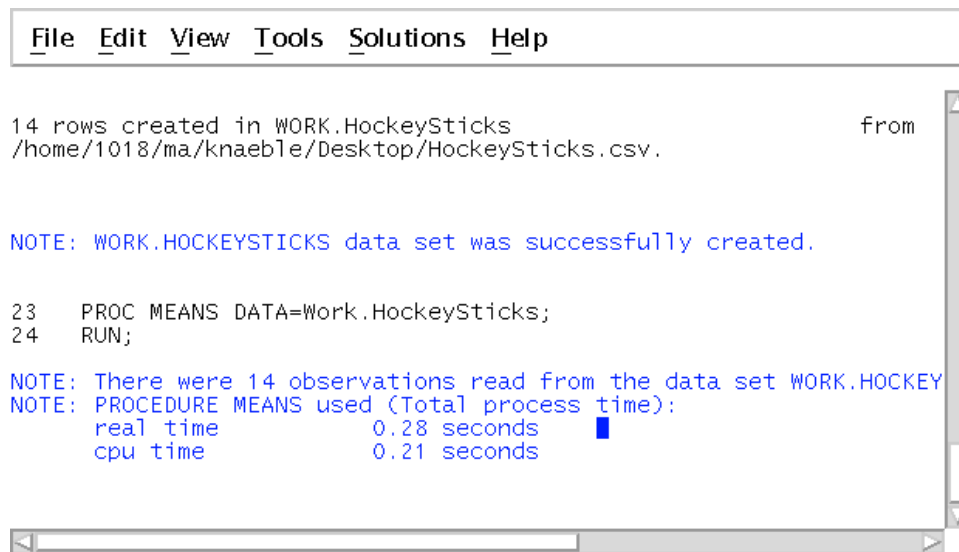 File Edit View Tools Solutions Help
14 rows created in WORK.HockeySticks from
/home/1018/ma/knaeble/Desktop/HockeySticks.csv.
NOTE: WORK.HOCKEYSTICKS data set was successfully created.
23 PROC MEANS DATA=Work.HockeySticks;
24 RUN;
NOTE: There were 14 observations read from the data set WORK.HOCKEY
NOTE: PROCEDURE MEANS used (Total process time):
real time 0.28 seconds
cpu time 0.21 seconds